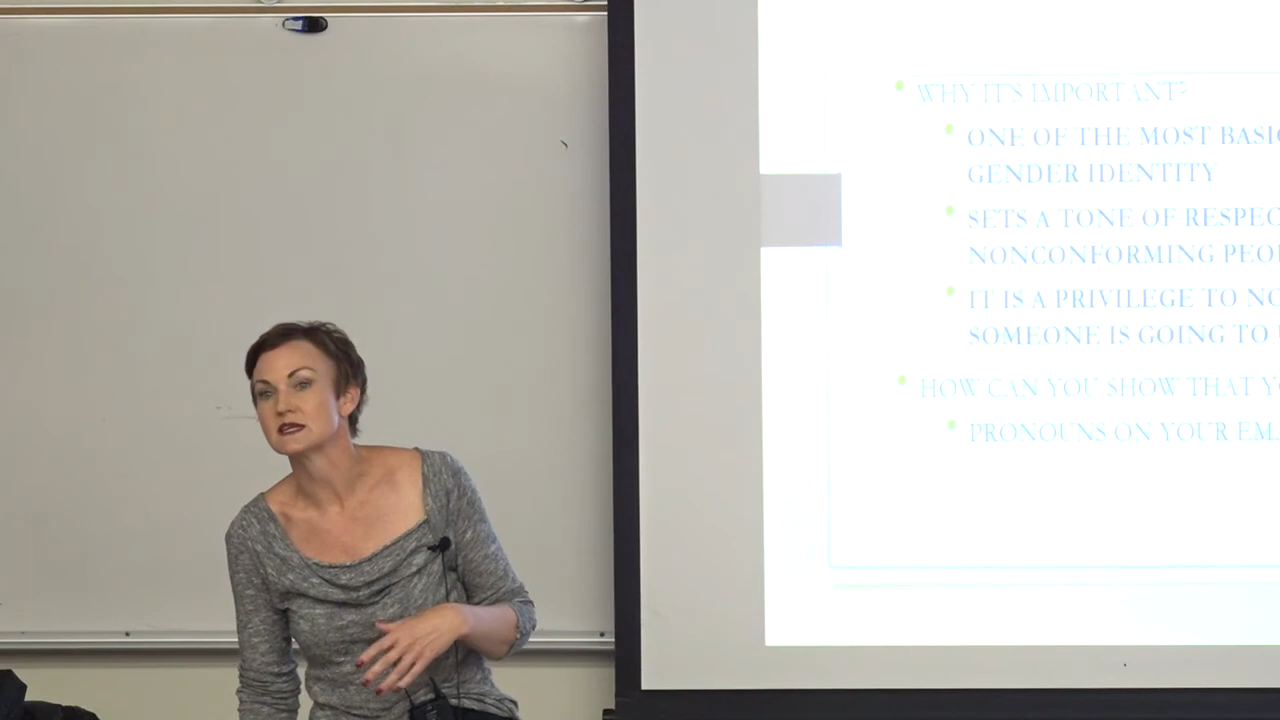 WHY IT'S IMPORTANT?
ONE OF THE MOST BASIC
GENDER IDENTITY
SETS A TONE OF RESPEC
NONCONFORMING PEO
IT IS A PRIVILEGE TO NO
SOMEONE IS GOING TO
HOW CAN YOU SHOW THAT Y
PRONOUNS ON YOUR EM